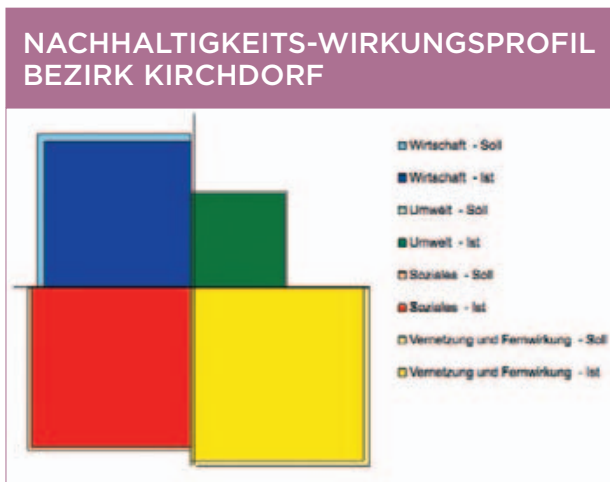 NACHHALTIGKEITS-WIRKUNGSPROFIL
BEZIRK KIRCHDORF
Wirtschaft - Soll
Wirtschaft - Ist
Umwelt - Soll
Umwelt - Ist
Soziales - Soll
Soziales - Ist
Vernetzung und Fernwirkung - Soll
Vernetzung und Fernwirkung - Ist